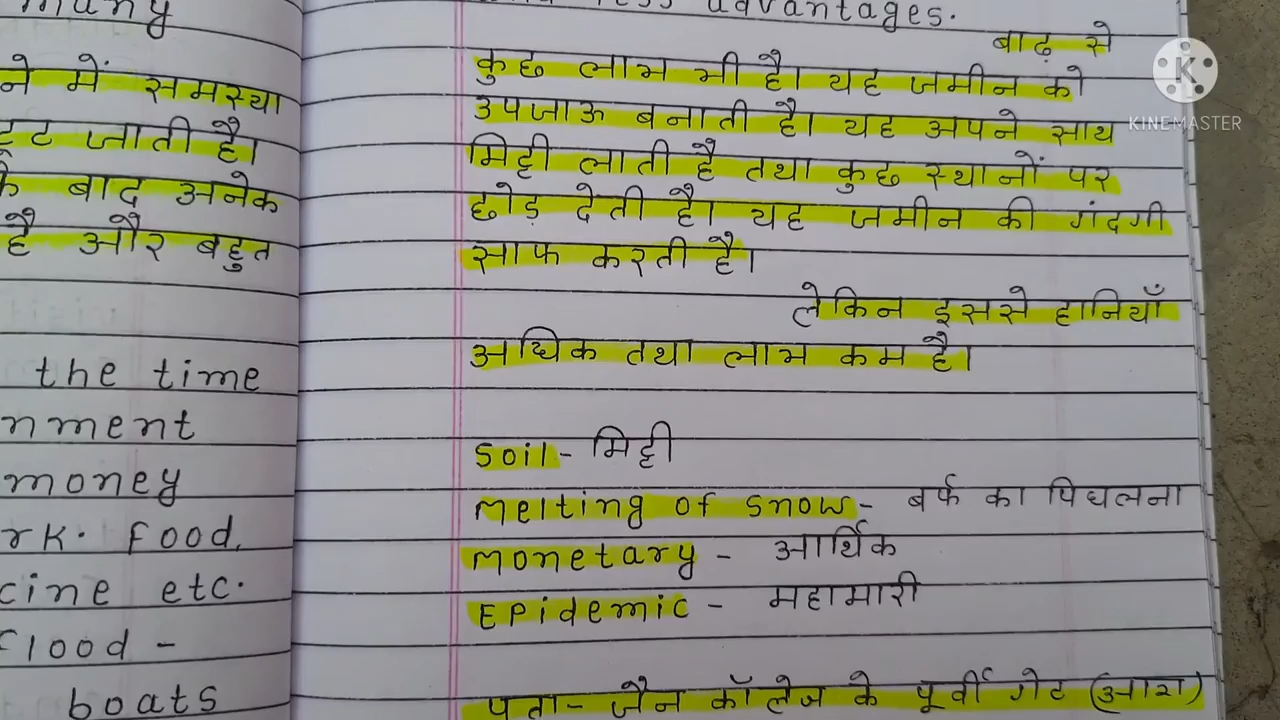 many
ने में समस्या
टूट जाती है।
के बाद अनेक
है और बहुत
the time
nment
money
rk. Food,
cine etc.
flood -
boats
less advantages.
बाढ़ से
कुछ लाभ भी है। यह जमीन को
उपजाऊ बनाती है। यह अपने साथ
मिट्टी लाती है तथा कुछ स्थानों पर
छोड़ देती है। यह जमीन की गंदगी
साफ करती है।
लेकिन इससे हानियाँ
अधिक तथा लाभ कम है।
Soil - मिट्टी
Melting of snow - बर्फ का पिघलना
Monetary - आर्थिक
Epidemic - महामारी
पता - जैन कॉलेज के पूर्वी गेट (आरा)
K
KINEMASTER